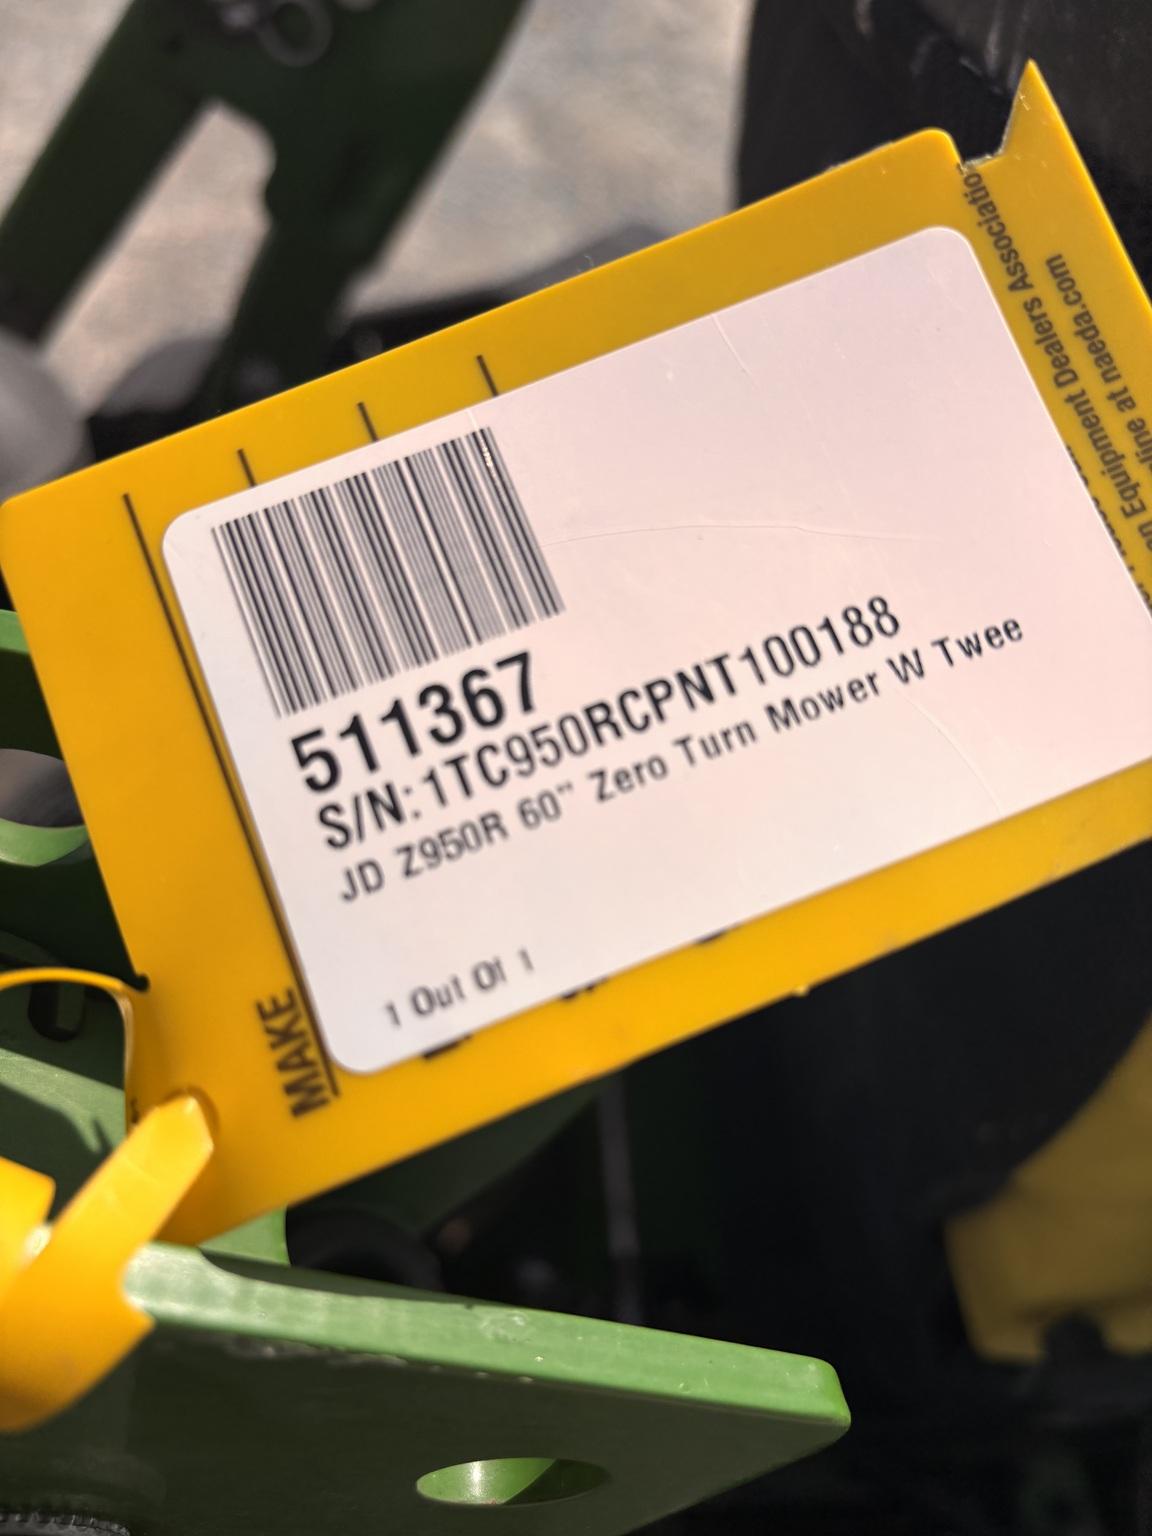 511367
S/N: 1TC950RCPNT100188
JD Z950R 60" Zero Turn Mower W Twee
1 Out Of 1
MAKE
Equipment Dealers Association
at naeda.com